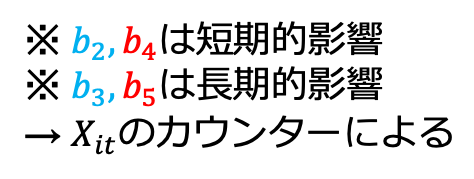 ※ b₂, b₄は短期的影響
※ b₃, b₅は長期的影響
→ Xᵢₜのカウンターによる